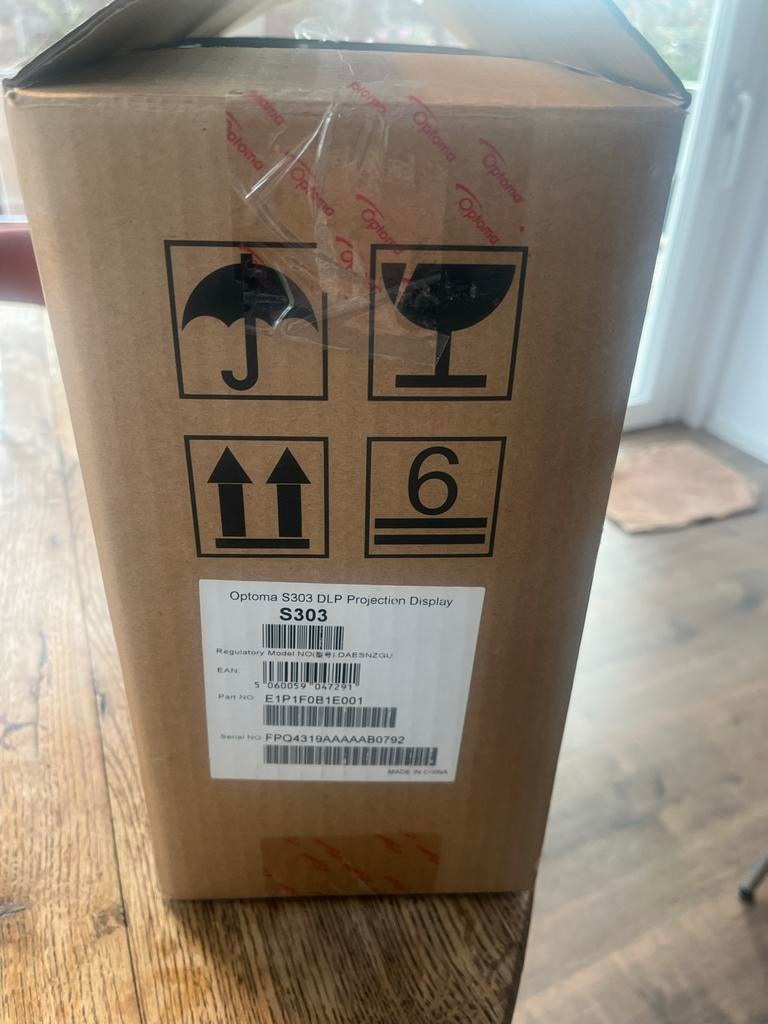 Optoma
Optoma
Optoma
Optoma
Optoma
Optoma
6
Optoma S303 DLP Projection Display
S303
Regulatory Model NO(型号):DAESNZGU
EAN:
5 060059 047291
Part NO: E1P1F0B1E001
Serial NO: FPQ4319AAAAAB0792
MADE IN CHINA